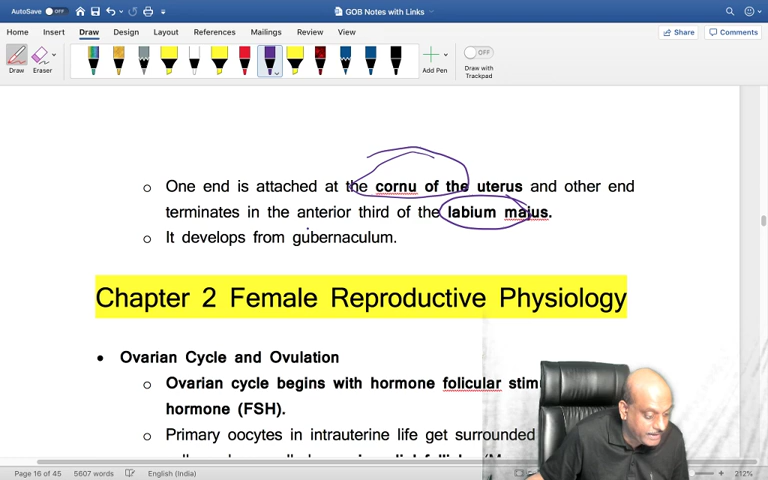 AutoSave OFF GOB Notes with Links
Home Insert Draw Design Layout References Mailings Review View Share Comments
Draw Eraser Add Pen OFF Draw with Trackpad
o One end is attached at the cornu of the uterus and other end
terminates in the anterior third of the labium majus.
o It develops from gubernaculum.
Chapter 2 Female Reproductive Physiology
• Ovarian Cycle and Ovulation
o Ovarian cycle begins with hormone folicular stim
hormone (FSH).
o Primary oocytes in intrauterine life get surrounded
Page 16 of 45 5607 words English (India) 212%